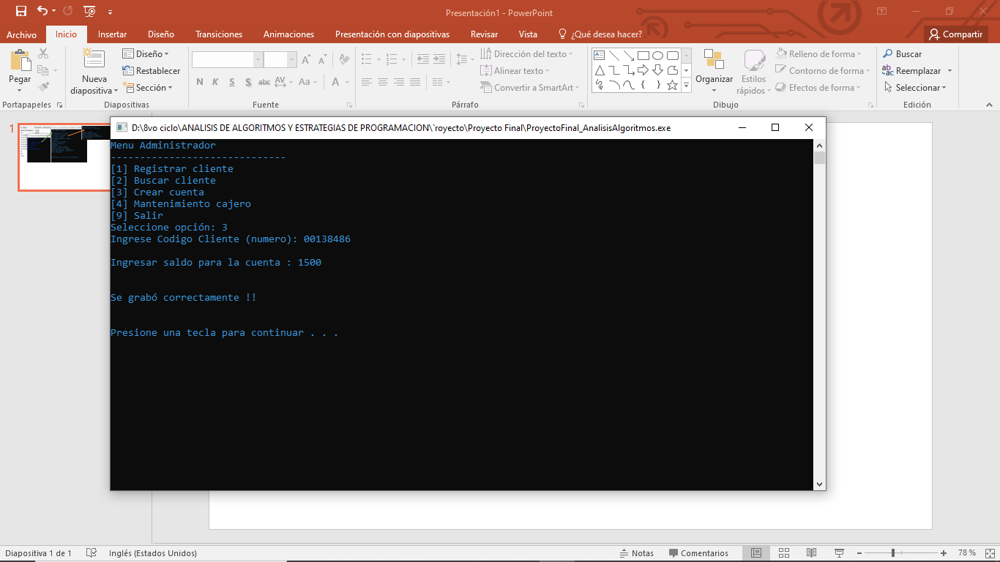 Presentación1 - PowerPoint
Archivo Inicio Insertar Diseño Transiciones Animaciones Presentación con diapositivas Revisar Vista ¿Qué desea hacer? Compartir
Pegar
Nueva diapositiva
Diseño
Restablecer
Sección
N K S S abc AV Aa A
Dirección del texto
Alinear texto
Convertir a SmartArt
Organizar
Estilos rápidos
Relleno de forma
Contorno de forma
Efectos de forma
Buscar
Reemplazar
Seleccionar
Portapapeles Diapositivas Fuente Párrafo Dibujo Edición
1
D:\8vo ciclo\ANALISIS DE ALGORITMOS Y ESTRATEGIAS DE PROGRAMACION\`royecto\Proyecto Final\ProyectoFinal_AnalisisAlgoritmos.exe
Menu Administrador
------------------------------
[1] Registrar cliente
[2] Buscar cliente
[3] Crear cuenta
[4] Mantenimiento cajero
[9] Salir
Seleccione opción: 3
Ingrese Codigo Cliente (numero): 00138486
Ingresar saldo para la cuenta : 1500
Se grabó correctamente !!
Presione una tecla para continuar . . .
Diapositiva 1 de 1 Inglés (Estados Unidos) Notas Comentarios 78 %